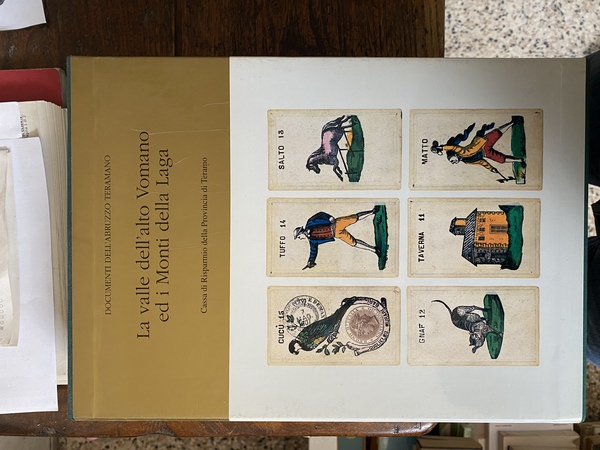 DOCUMENTI DELL'ABRUZZO TERAMANO
La valle dell'alto Vomano
ed i Monti della Laga
Cassa di Risparmio della Provincia di Teramo
CUCÚ 15
TUFFO 14
SALTO 13
GNAF 12
TAVERNA 11
MATTO